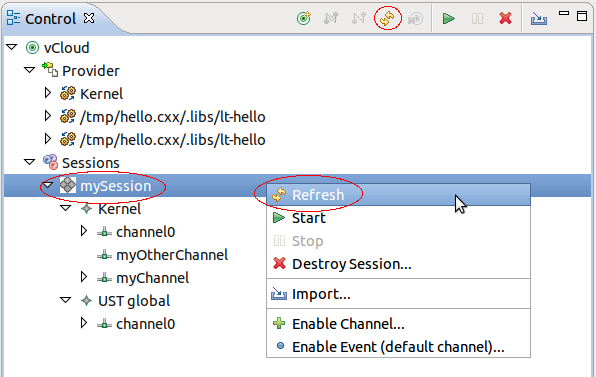 Control
vCloud
Provider
Kernel
/tmp/hello.cxx/.libs/lt-hello
/tmp/hello.cxx/.libs/lt-hello
Sessions
mySession
Kernel
channel0
myOtherChannel
myChannel
UST global
channel0
Refresh
Start
Stop
Destroy Session...
Import...
Enable Channel...
Enable Event (default channel)...